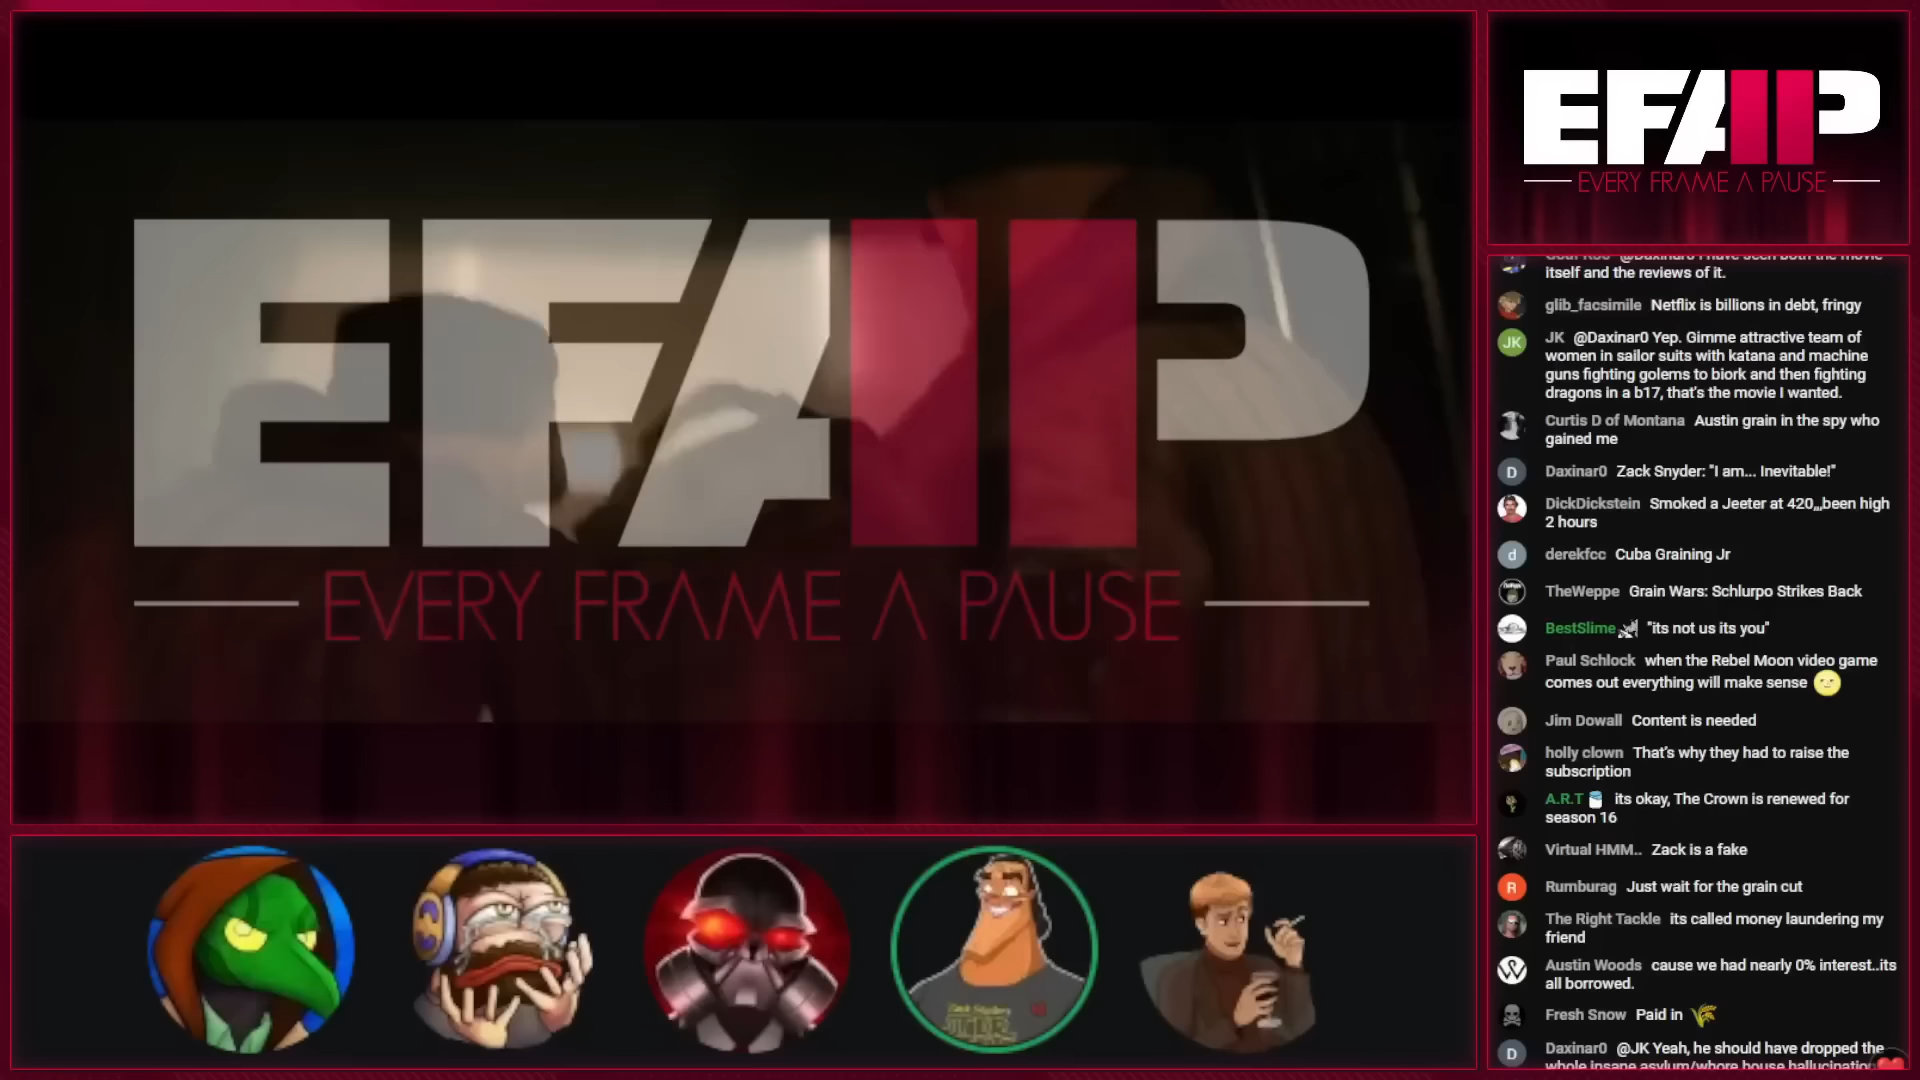 EFAP
EVERY FRAME A PAUSE
EFAP
EVERY FRAME A PAUSE
itself and the reviews of it.
glib_facsimile Netflix is billions in debt, fringy
JK
JK @Daxinar0 Yep. Gimme attractive team of
women in sailor suits with katana and machine
guns fighting golems to biork and then fighting
dragons in a b17, that's the movie I wanted.
Curtis D of Montana Austin grain in the spy who
gained me
D
Daxinar0 Zack Snyder: "I am... Inevitable!"
DickDickstein Smoked a Jeeter at 420,,,been high
2 hours
d
derekfcc Cuba Graining Jr
TheWeppe Grain Wars: Schlurpo Strikes Back
BestSlime "its not us its you"
Paul Schlock when the Rebel Moon video game
comes out everything will make sense
Jim Dowall Content is needed
holly clown That's why they had to raise the
subscription
A.R.T its okay, The Crown is renewed for
season 16
Virtual HMM.. Zack is a fake
R
Rumburag Just wait for the grain cut
The Right Tackle its called money laundering my
friend
Austin Woods cause we had nearly 0% interest..its
all borrowed.
Fresh Snow Paid in
D
Daxinar0 @JK Yeah, he should have dropped the
whole insane asylum/whore house hallucination